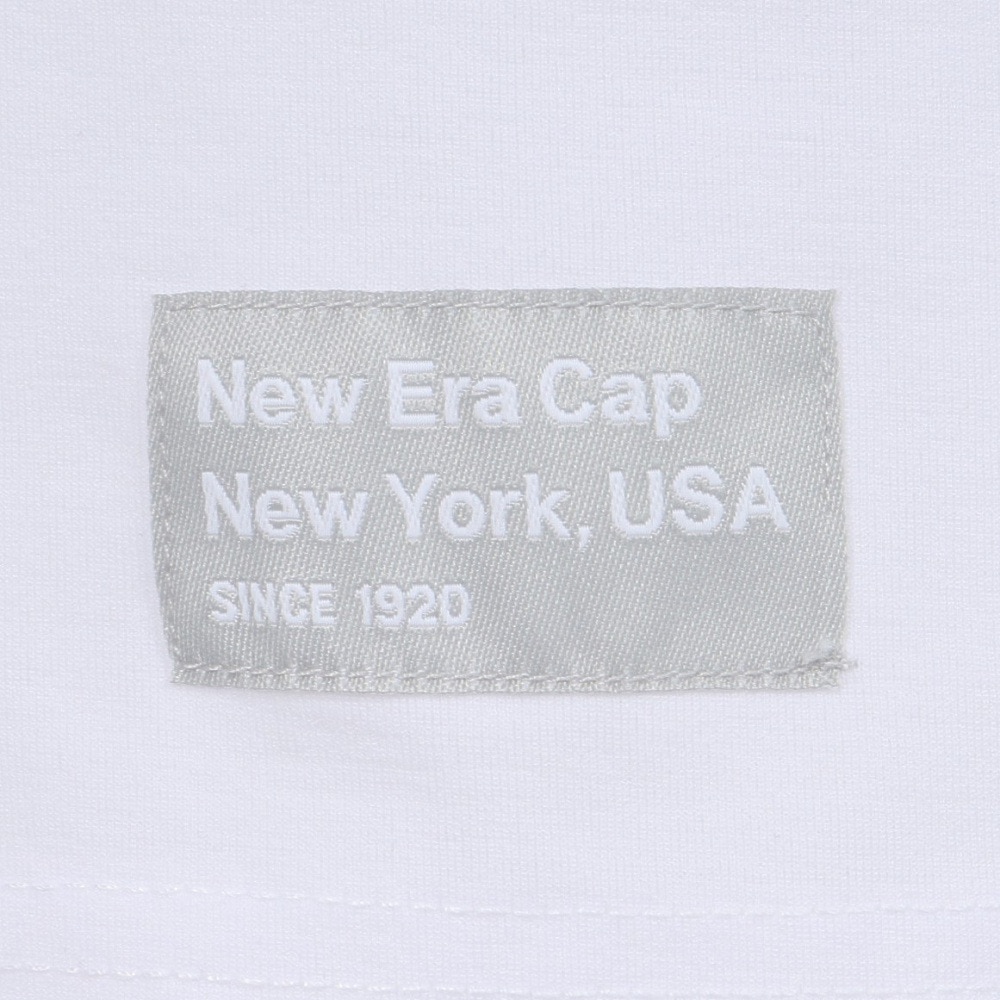 New Era Cap
New York, USA
SINCE 1920